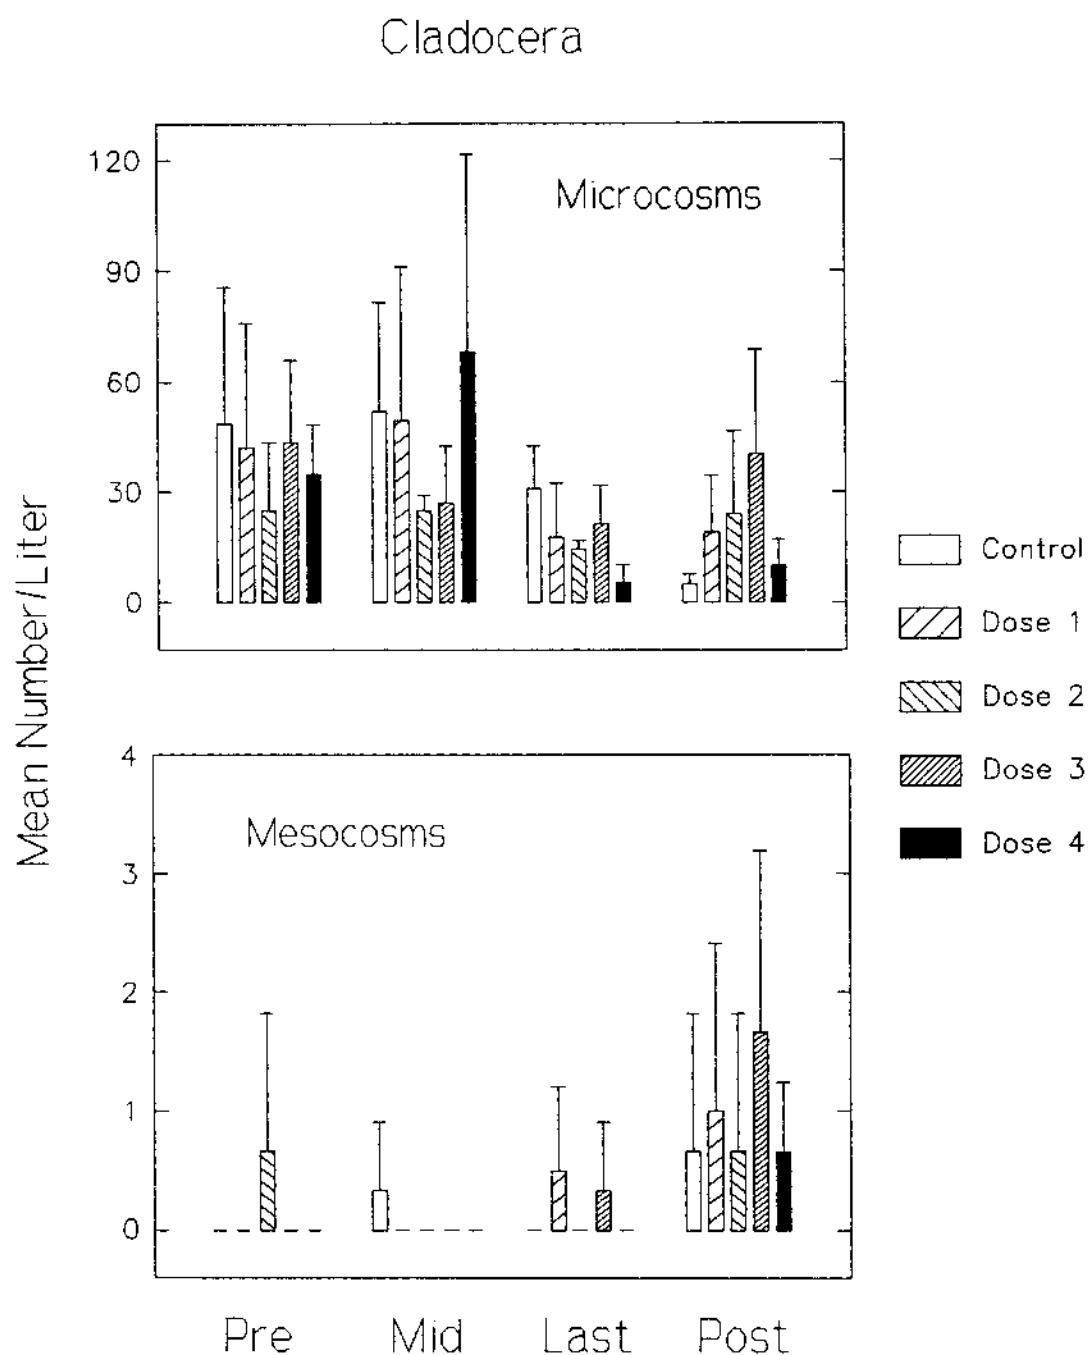 Cladocera
Mean Number/Liter
Microcosms
120
90
60
30
0
Mesocosms
4
3
2
1
0
Pre Mid Last Post
Control
Dose 1
Dose 2
Dose 3
Dose 4